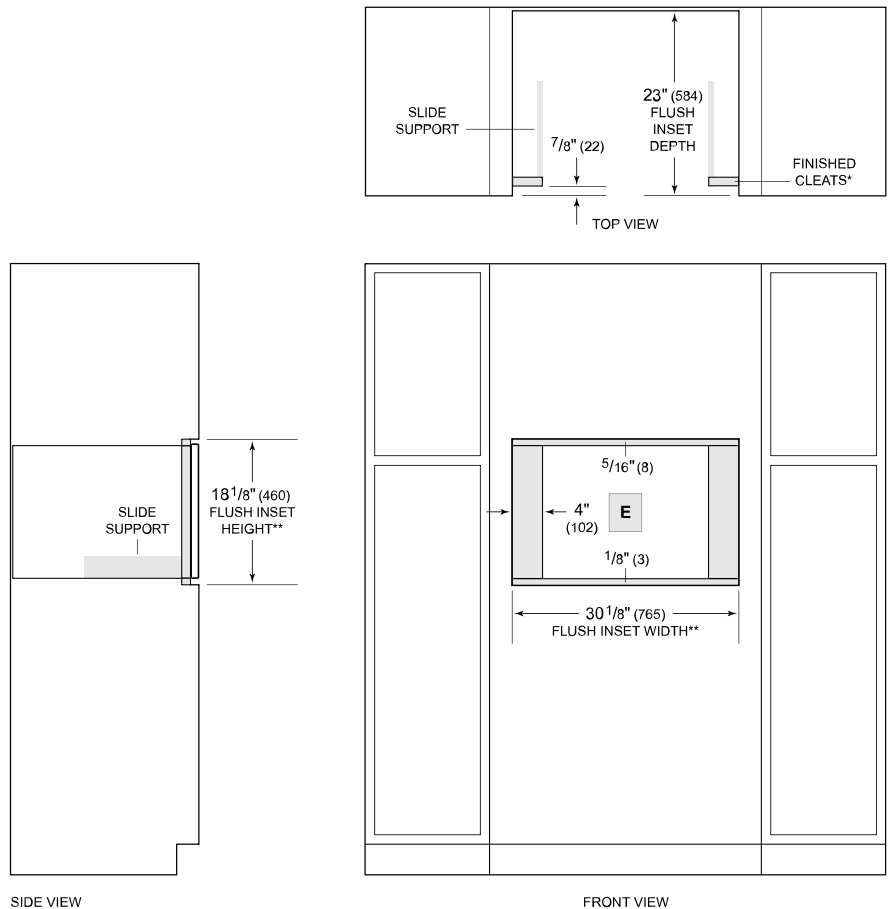 23" (584)
FLUSH
INSET
DEPTH
SLIDE
SUPPORT
7/8" (22)
FINISHED
CLEATS*
TOP VIEW
5/16" (8)
18 1/8" (460)
FLUSH INSET
HEIGHT**
SLIDE
SUPPORT
4"
(102)
E
1/8" (3)
30 1/8" (765)
FLUSH INSET WIDTH**
SIDE VIEW
FRONT VIEW